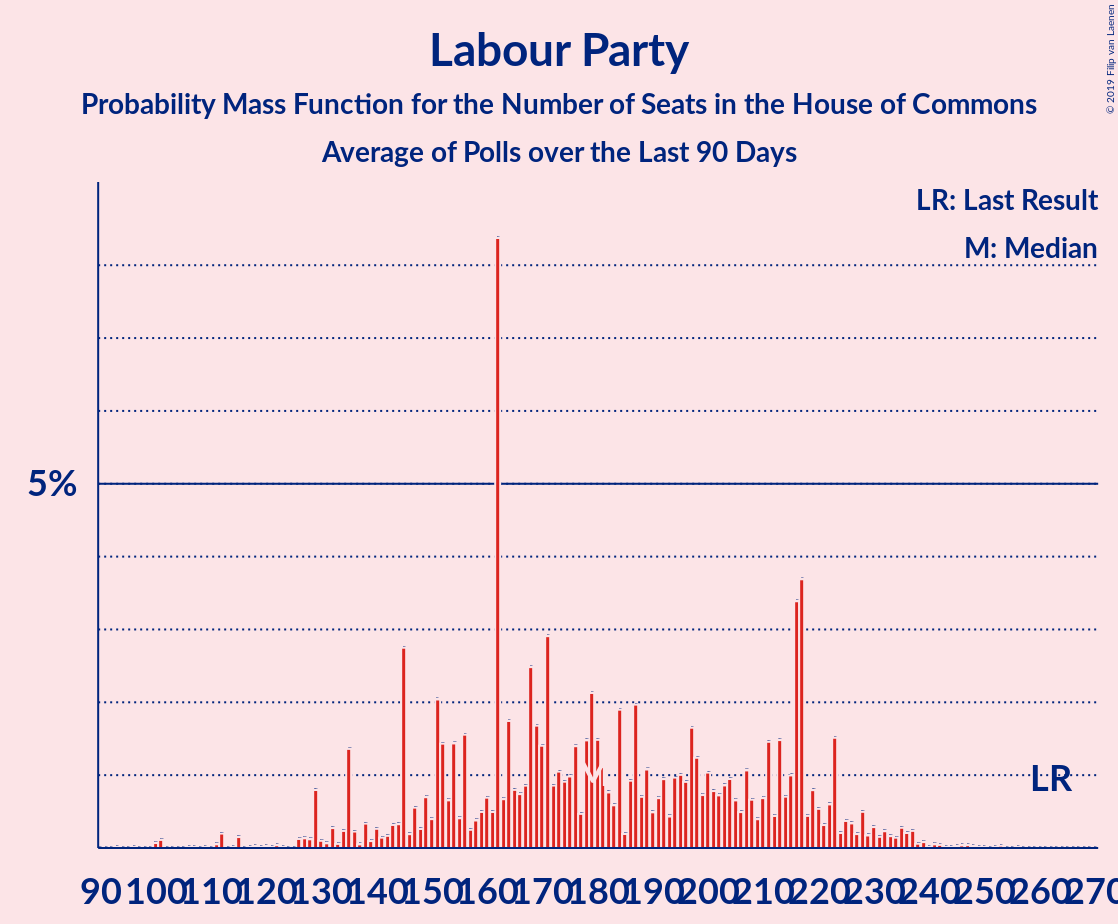 Labour Party
Probability Mass Function for the Number of Seats in the House of Commons
Average of Polls over the Last 90 Days
© 2019 Filip van Laenen
LR: Last Result
M: Median
5%
M
LR
90 100 110 120 130 140 150 160 170 180 190 200 210 220 230 240 250 260 270